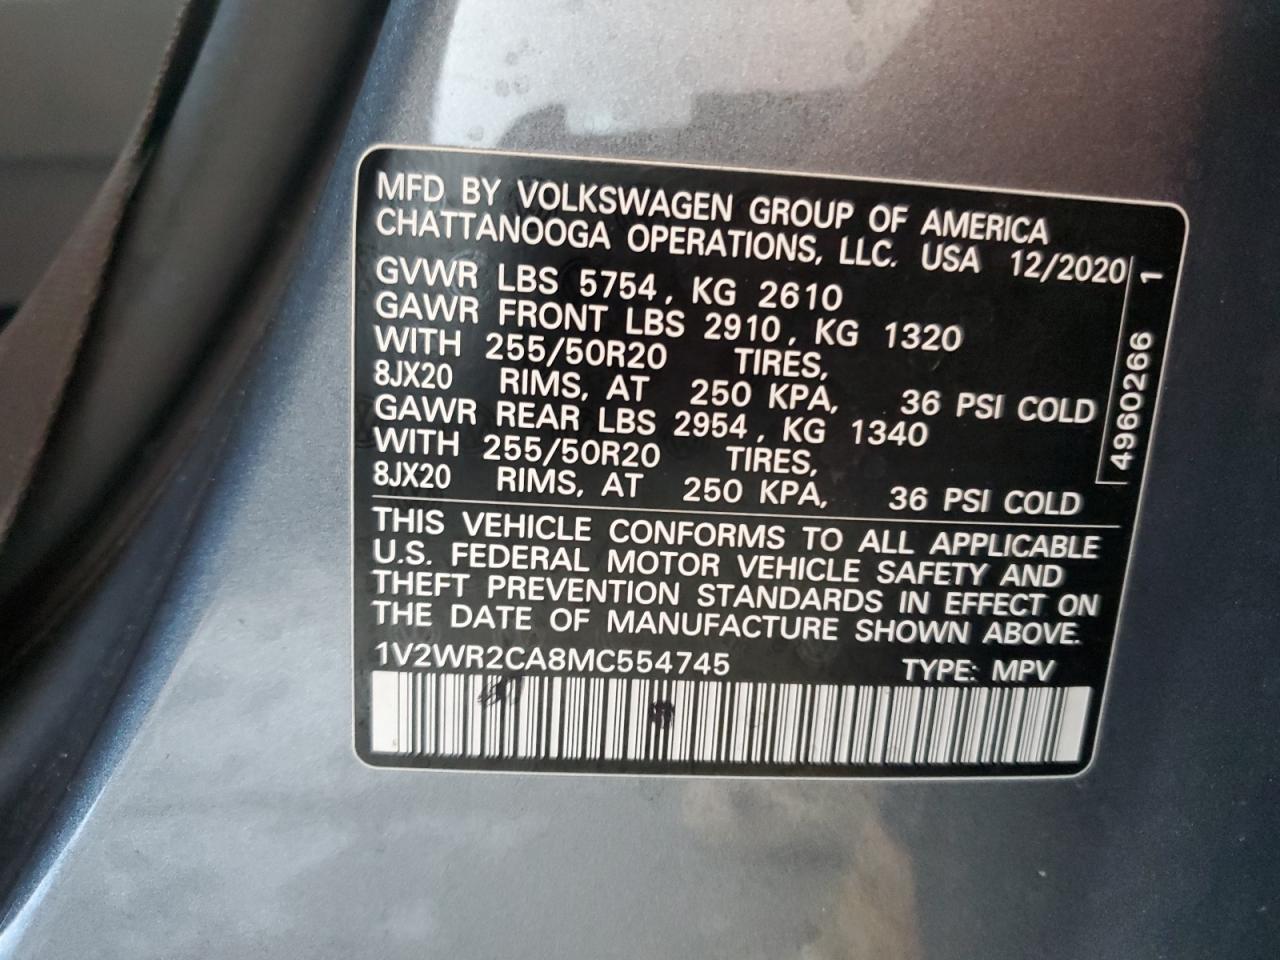 MFD BY VOLKSWAGEN GROUP OF AMERICA
CHATTANOOGA OPERATIONS, LLC. USA 12/2020
GVWR LBS 5754, KG 2610
GAWR FRONT LBS 2910, KG 1320
WITH 255/50R20 TIRES,
8JX20 RIMS, AT 250 KPA, 36 PSI COLD
GAWR REAR LBS 2954, KG 1340
WITH 255/50R20 TIRES,
8JX20 RIMS, AT 250 KPA, 36 PSI COLD
THIS VEHICLE CONFORMS TO ALL APPLICABLE
U.S. FEDERAL MOTOR VEHICLE SAFETY AND
THEFT PREVENTION STANDARDS IN EFFECT ON
THE DATE OF MANUFACTURE SHOWN ABOVE.
1V2WR2CA8MC554745 TYPE: MPV
4960266 1